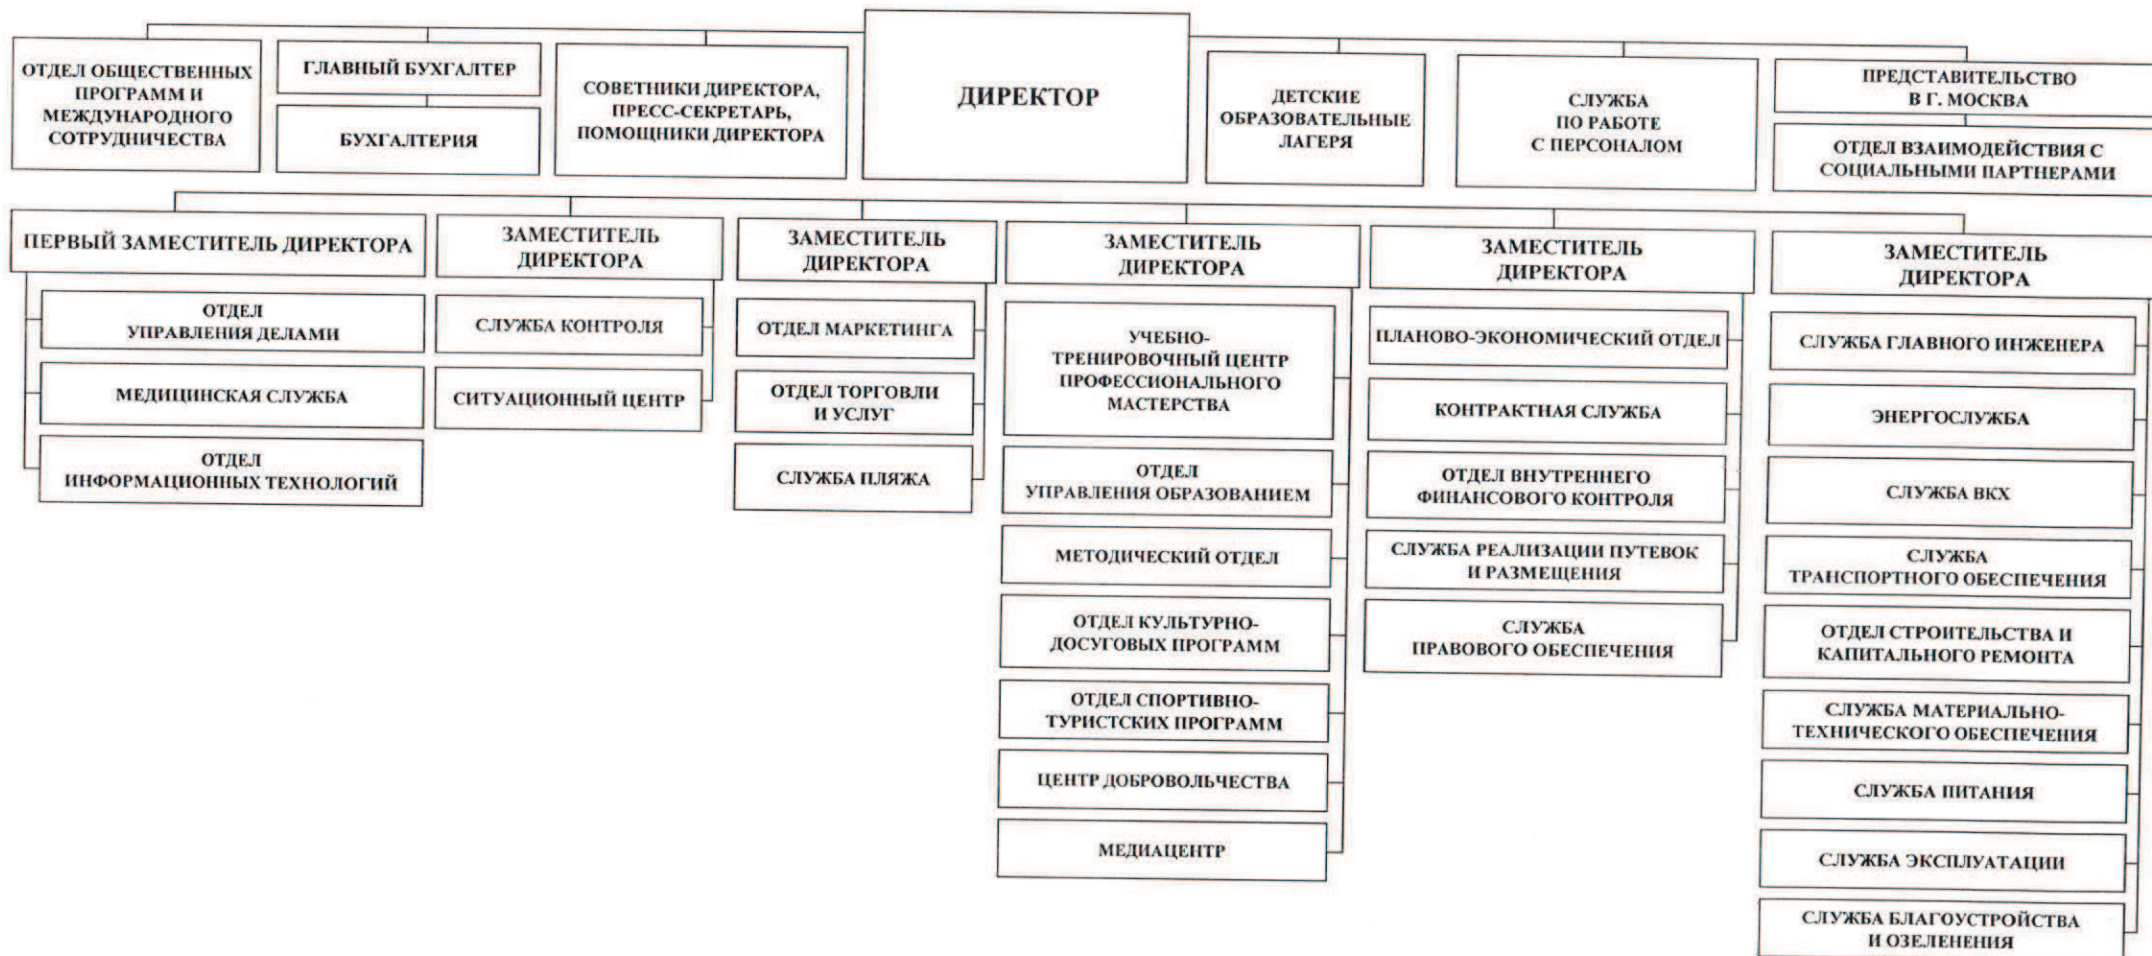 ОТДЕЛ ОБЩЕСТВЕННЫХ
ПРОГРАММ И
МЕЖДУНАРОДНОГО
СОТРУДНИЧЕСТВА
ГЛАВНЫЙ БУХГАЛТЕР
БУХГАЛТЕРИЯ
СОВЕТНИКИ ДИРЕКТОРА,
ПРЕСС-СЕКРЕТАРЬ,
ПОМОЩНИКИ ДИРЕКТОРА
ДИРЕКТОР
ДЕТСКИЕ
ОБРАЗОВАТЕЛЬНЫЕ
ЛАГЕРЯ
СЛУЖБА
ПО РАБОТЕ
С ПЕРСОНАЛОМ
ПРЕДСТАВИТЕЛЬСТВО
В Г. МОСКВА
ОТДЕЛ ВЗАИМОДЕЙСТВИЯ С
СОЦИАЛЬНЫМИ ПАРТНЕРАМИ
ПЕРВЫЙ ЗАМЕСТИТЕЛЬ ДИРЕКТОРА
ОТДЕЛ
УПРАВЛЕНИЯ ДЕЛАМИ
МЕДИЦИНСКАЯ СЛУЖБА
ОТДЕЛ
ИНФОРМАЦИОННЫХ ТЕХНОЛОГИЙ
ЗАМЕСТИТЕЛЬ
ДИРЕКТОРА
СЛУЖБА КОНТРОЛЯ
СИТУАЦИОННЫЙ ЦЕНТР
ЗАМЕСТИТЕЛЬ
ДИРЕКТОРА
ОТДЕЛ МАРКЕТИНГА
ОТДЕЛ ТОРГОВЛИ
И УСЛУГ
СЛУЖБА ПЛЯЖА
ЗАМЕСТИТЕЛЬ
ДИРЕКТОРА
УЧЕБНО-
ТРЕНИРОВОЧНЫЙ ЦЕНТР
ПРОФЕССИОНАЛЬНОГО
МАСТЕРСТВА
ОТДЕЛ
УПРАВЛЕНИЯ ОБРАЗОВАНИЕМ
МЕТОДИЧЕСКИЙ ОТДЕЛ
ОТДЕЛ КУЛЬТУРНО-
ДОСУГОВЫХ ПРОГРАММ
ОТДЕЛ СПОРТИВНО-
ТУРИСТСКИХ ПРОГРАММ
ЦЕНТР ДОБРОВОЛЬЧЕСТВА
МЕДИАЦЕНТР
ЗАМЕСТИТЕЛЬ
ДИРЕКТОРА
ПЛАНОВО-ЭКОНОМИЧЕСКИЙ ОТДЕЛ
КОНТРАКТНАЯ СЛУЖБА
ОТДЕЛ ВНУТРЕННЕГО
ФИНАНСОВОГО КОНТРОЛЯ
СЛУЖБА РЕАЛИЗАЦИИ ПУТЕВОК
И РАЗМЕЩЕНИЯ
СЛУЖБА
ПРАВОВОГО ОБЕСПЕЧЕНИЯ
ЗАМЕСТИТЕЛЬ
ДИРЕКТОРА
СЛУЖБА ГЛАВНОГО ИНЖЕНЕРА
ЭНЕРГОСЛУЖБА
СЛУЖБА ВКХ
СЛУЖБА
ТРАНСПОРТНОГО ОБЕСПЕЧЕНИЯ
ОТДЕЛ СТРОИТЕЛЬСТВА И
КАПИТАЛЬНОГО РЕМОНТА
СЛУЖБА МАТЕРИАЛЬНО-
ТЕХНИЧЕСКОГО ОБЕСПЕЧЕНИЯ
СЛУЖБА ПИТАНИЯ
СЛУЖБА ЭКСПЛУАТАЦИИ
СЛУЖБА БЛАГОУСТРОЙСТВА
И ОЗЕЛЕНЕНИЯ